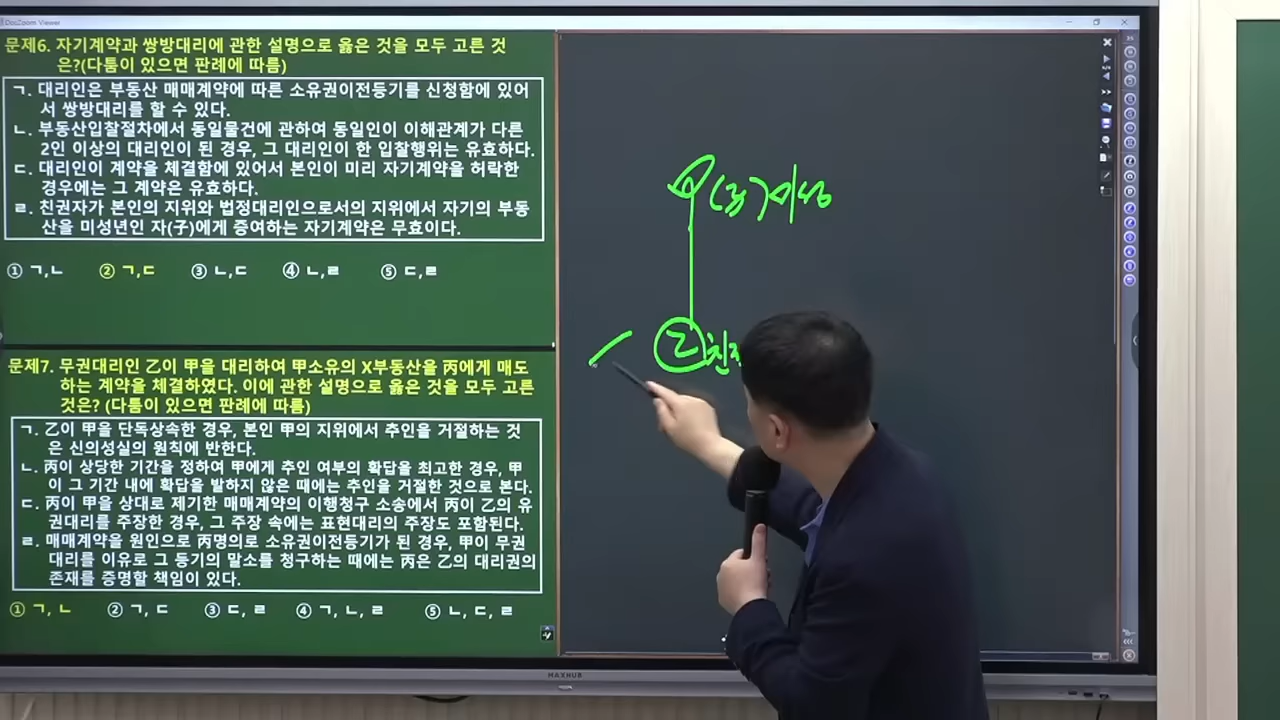 DocZoom Viewer
문제6. 자기계약과 쌍방대리에 관한 설명으로 옳은 것을 모두 고른 것
은?(다툼이 있으면 판례에 따름)
ㄱ. 대리인은 부동산 매매계약에 따른 소유권이전등기를 신청함에 있어
서 쌍방대리를 할 수 있다.
ㄴ. 부동산입찰절차에서 동일물건에 관하여 동일인이 이해관계가 다른
2인 이상의 대리인이 된 경우, 그 대리인이 한 입찰행위는 유효하다.
ㄷ. 대리인이 계약을 체결함에 있어서 본인이 미리 자기계약을 허락한
경우에는 그 계약은 유효하다.
ㄹ. 친권자가 본인의 지위와 법정대리인으로서의 지위에서 자기의 부동
산을 미성년인 자(子)에게 증여하는 자기계약은 무효이다.
① ㄱ,ㄴ ② ㄱ,ㄷ ③ ㄴ,ㄷ ④ ㄴ,ㄹ ⑤ ㄷ,ㄹ
문제7. 무권대리인 乙이 甲을 대리하여 甲소유의 X부동산을 丙에게 매도
하는 계약을 체결하였다. 이에 관한 설명으로 옳은 것을 모두 고른
것은? (다툼이 있으면 판례에 따름)
ㄱ. 乙이 甲을 단독상속한 경우, 본인 甲의 지위에서 추인을 거절하는 것
은 신의성실의 원칙에 반한다.
ㄴ. 丙이 상당한 기간을 정하여 甲에게 추인 여부의 확답을 최고한 경우, 甲
이 그 기간 내에 확답을 발하지 않은 때에는 추인을 거절한 것으로 본다.
ㄷ. 丙이 甲을 상대로 제기한 매매계약의 이행청구 소송에서 丙이 乙의 유
권대리를 주장한 경우, 그 주장 속에는 표현대리의 주장도 포함된다.
ㄹ. 매매계약을 원인으로 丙명의로 소유권이전등기가 된 경우, 甲이 무권
대리를 이유로 그 등기의 말소를 청구하는 때에는 丙은 乙의 대리권의
존재를 증명할 책임이 있다.
① ㄱ, ㄴ ② ㄱ, ㄷ ③ ㄷ, ㄹ ④ ㄱ, ㄴ, ㄹ ⑤ ㄴ, ㄷ, ㄹ
乙
MAXHUB